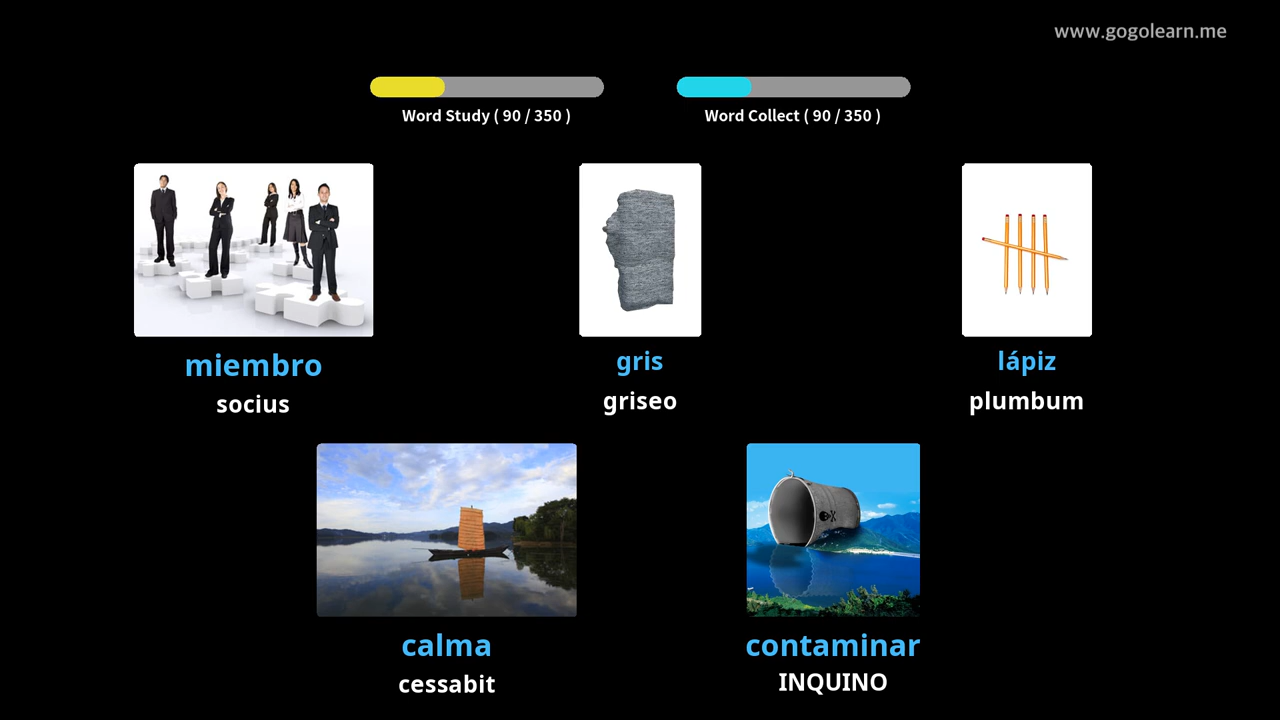 www.gogolearn.me
Word Study ( 90 / 350 )
Word Collect ( 90 / 350 )
miembro
socius
gris
griseo
lápiz
plumbum
calma
cessabit
contaminar
INQUINO